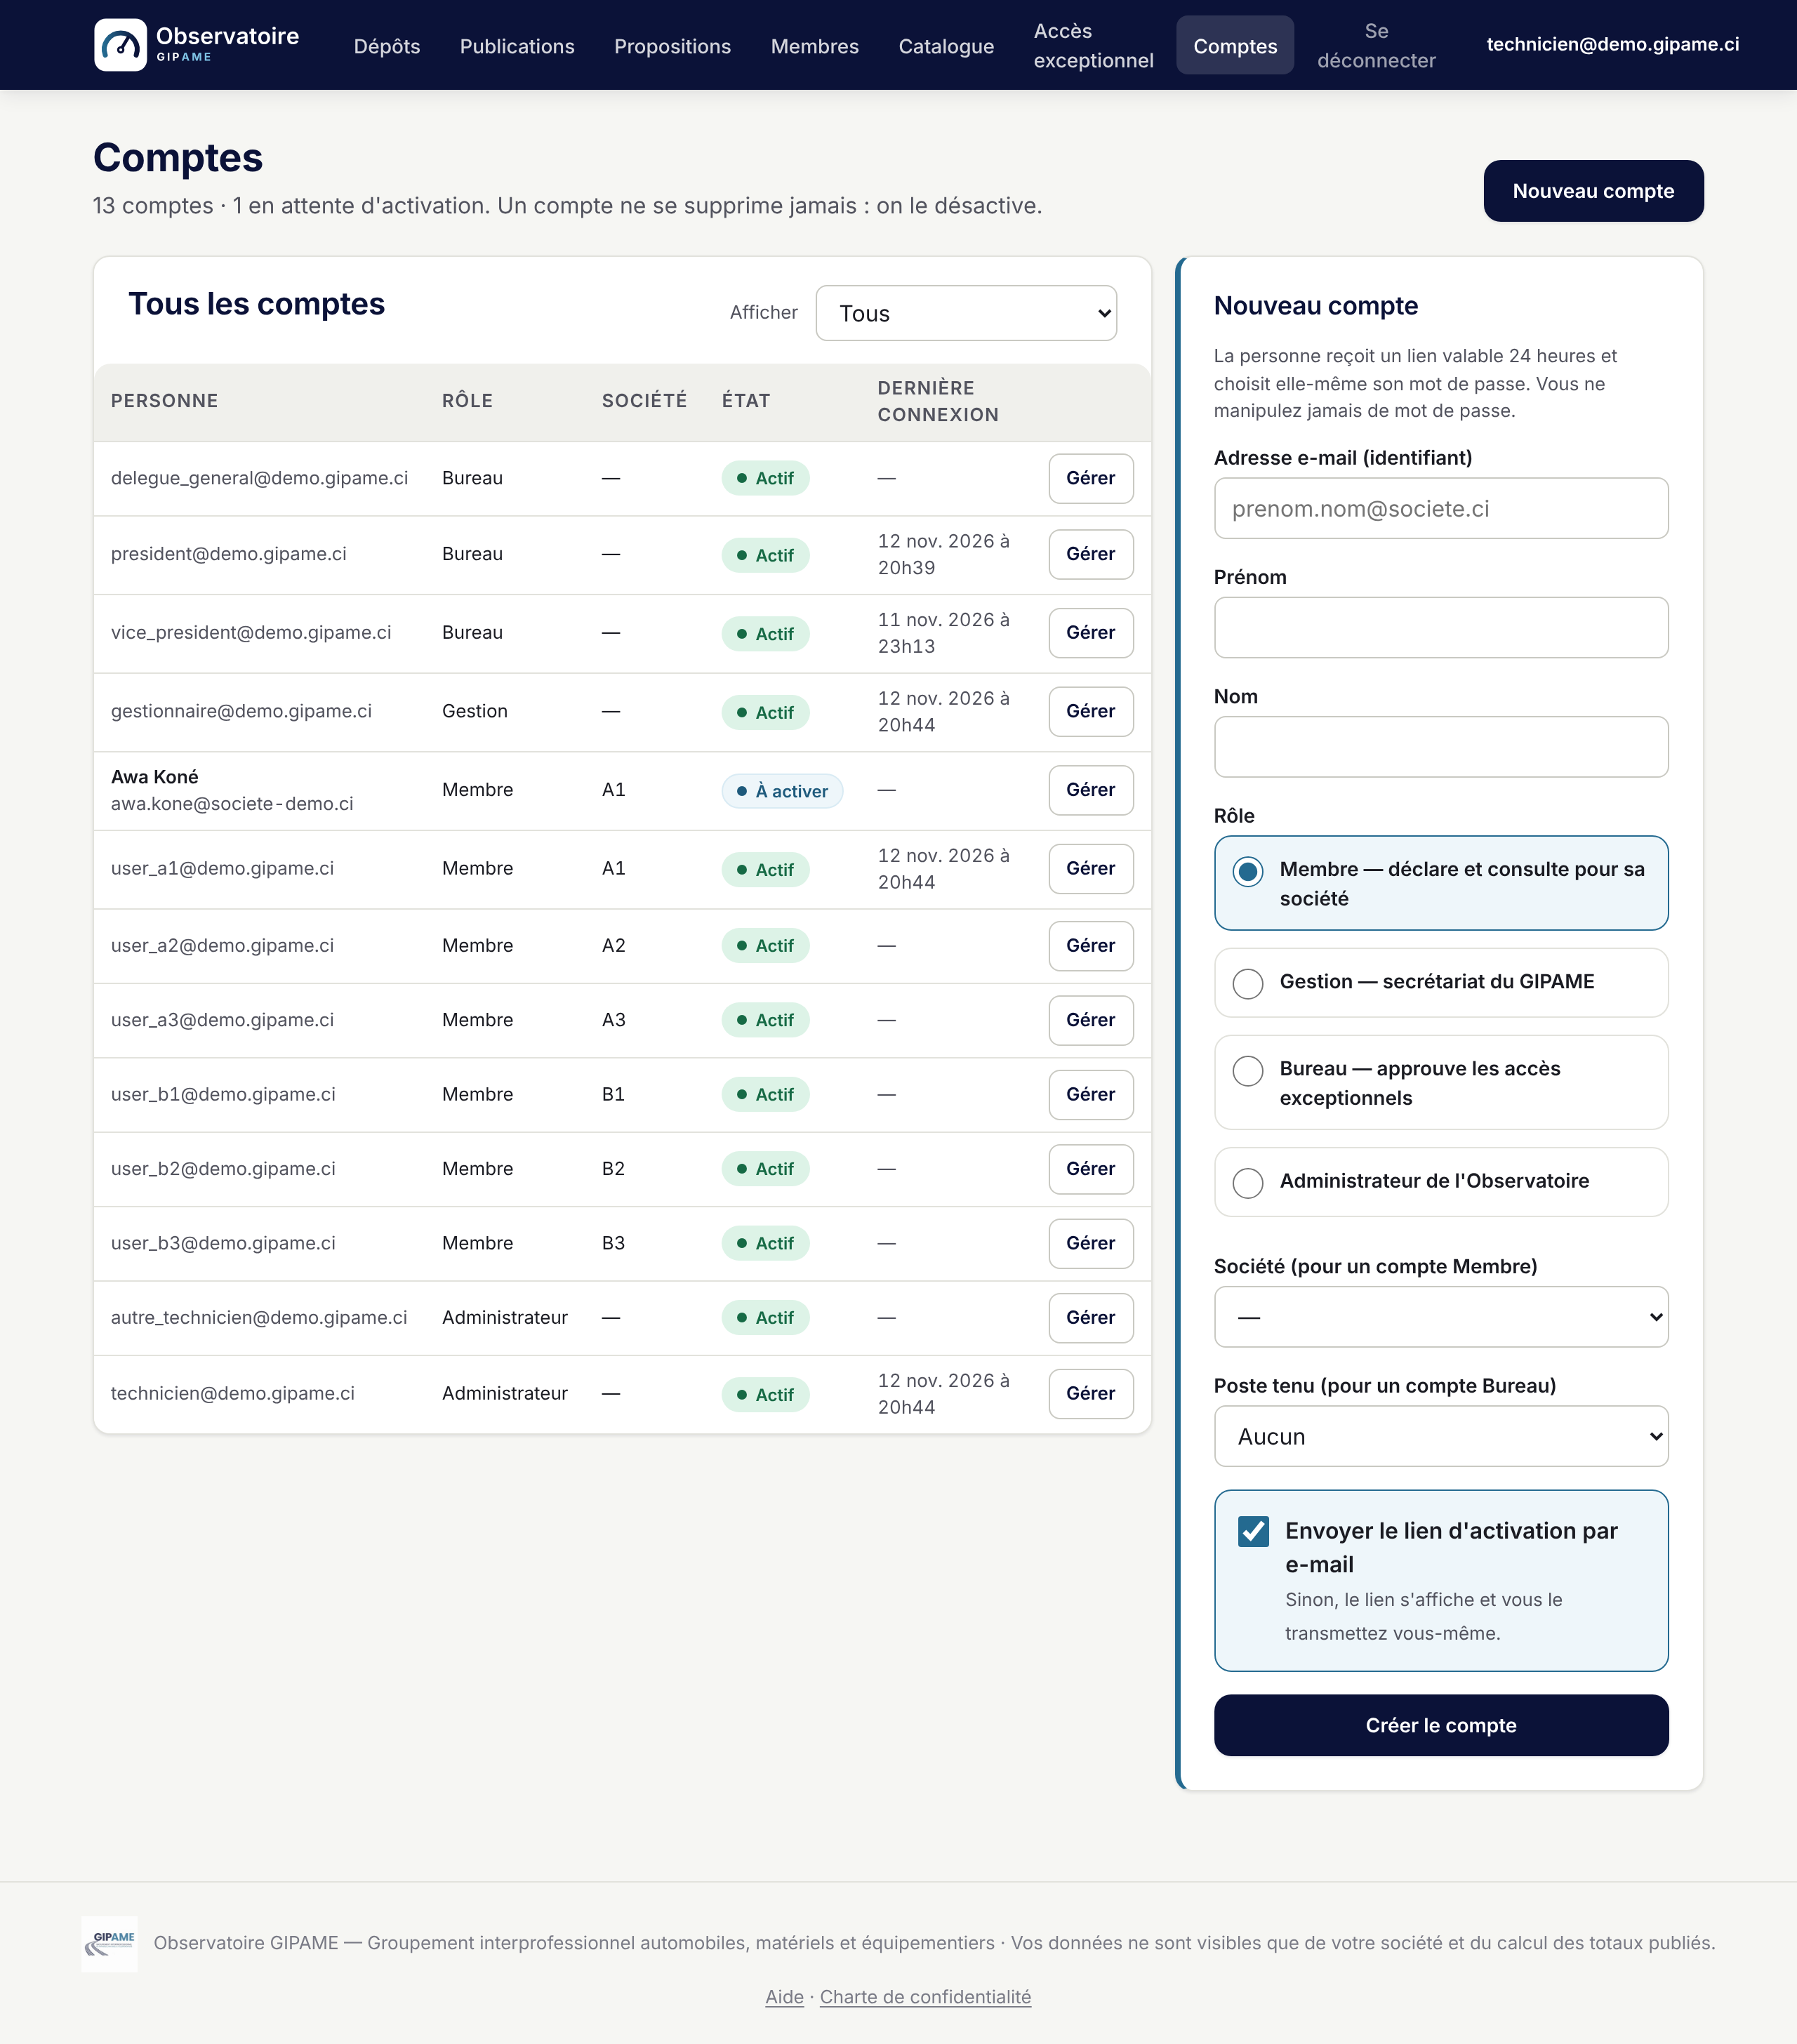 Observatoire
GIPAME
Dépôts
Publications
Propositions
Membres
Catalogue
Accès
exceptionnel
Comptes
Se
déconnecter
technicien@demo.gipame.ci
Comptes
13 comptes · 1 en attente d'activation. Un compte ne se supprime jamais : on le désactive.
Nouveau compte
Tous les comptes
Afficher
Tous
PERSONNE RÔLE SOCIÉTÉ ÉTAT DERNIÈRE
CONNEXION
delegue_general@demo.gipame.ci Bureau — Actif — Gérer
president@demo.gipame.ci Bureau — Actif 12 nov. 2026 à
20h39 Gérer
vice_president@demo.gipame.ci Bureau — Actif 11 nov. 2026 à
23h13 Gérer
gestionnaire@demo.gipame.ci Gestion — Actif 12 nov. 2026 à
20h44 Gérer
Awa Koné
awa.kone@societe-demo.ci Membre A1 À activer — Gérer
user_a1@demo.gipame.ci Membre A1 Actif 12 nov. 2026 à
20h44 Gérer
user_a2@demo.gipame.ci Membre A2 Actif — Gérer
user_a3@demo.gipame.ci Membre A3 Actif — Gérer
user_b1@demo.gipame.ci Membre B1 Actif — Gérer
user_b2@demo.gipame.ci Membre B2 Actif — Gérer
user_b3@demo.gipame.ci Membre B3 Actif — Gérer
autre_technicien@demo.gipame.ci Administrateur — Actif — Gérer
technicien@demo.gipame.ci Administrateur — Actif 12 nov. 2026 à
20h44 Gérer
Nouveau compte
La personne reçoit un lien valable 24 heures et
choisit elle-même son mot de passe. Vous ne
manipulez jamais de mot de passe.
Adresse e-mail (identifiant)
prenom.nom@societe.ci
Prénom
Nom
Rôle
Membre — déclare et consulte pour sa
société
Gestion — secrétariat du GIPAME
Bureau — approuve les accès
exceptionnels
Administrateur de l'Observatoire
Société (pour un compte Membre)
—
Poste tenu (pour un compte Bureau)
Aucun
Envoyer le lien d'activation par
e-mail
Sinon, le lien s'affiche et vous le
transmettez vous-même.
Créer le compte
GIPAME
Observatoire GIPAME — Groupement interprofessionnel automobiles, matériels et équipementiers · Vos données ne sont visibles que de votre société et du calcul des totaux publiés.
Aide · Charte de confidentialité